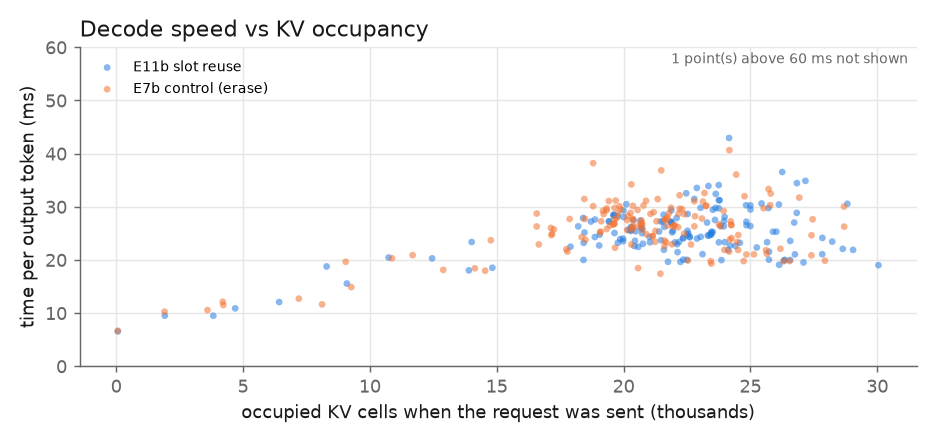 Decode speed vs KV occupancy
60
50
40
30
20
10
0
time per output token (ms)
E11b slot reuse
E7b control (erase)
1 point(s) above 60 ms not shown
0 5 10 15 20 25 30
occupied KV cells when the request was sent (thousands)